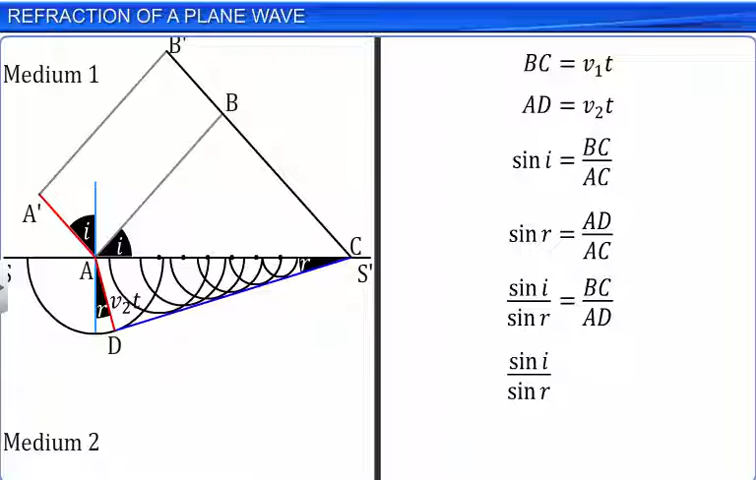 REFRACTION OF A PLANE WAVE
Medium 1
B'
B
A'
i
i
A
r
C
S'
r
v₂t
D
Medium 2
BC = v₁t
AD = v₂t
sin i = BC/AC
sin r = AD/AC
sin i/sin r = BC/AD
sin i/sin r